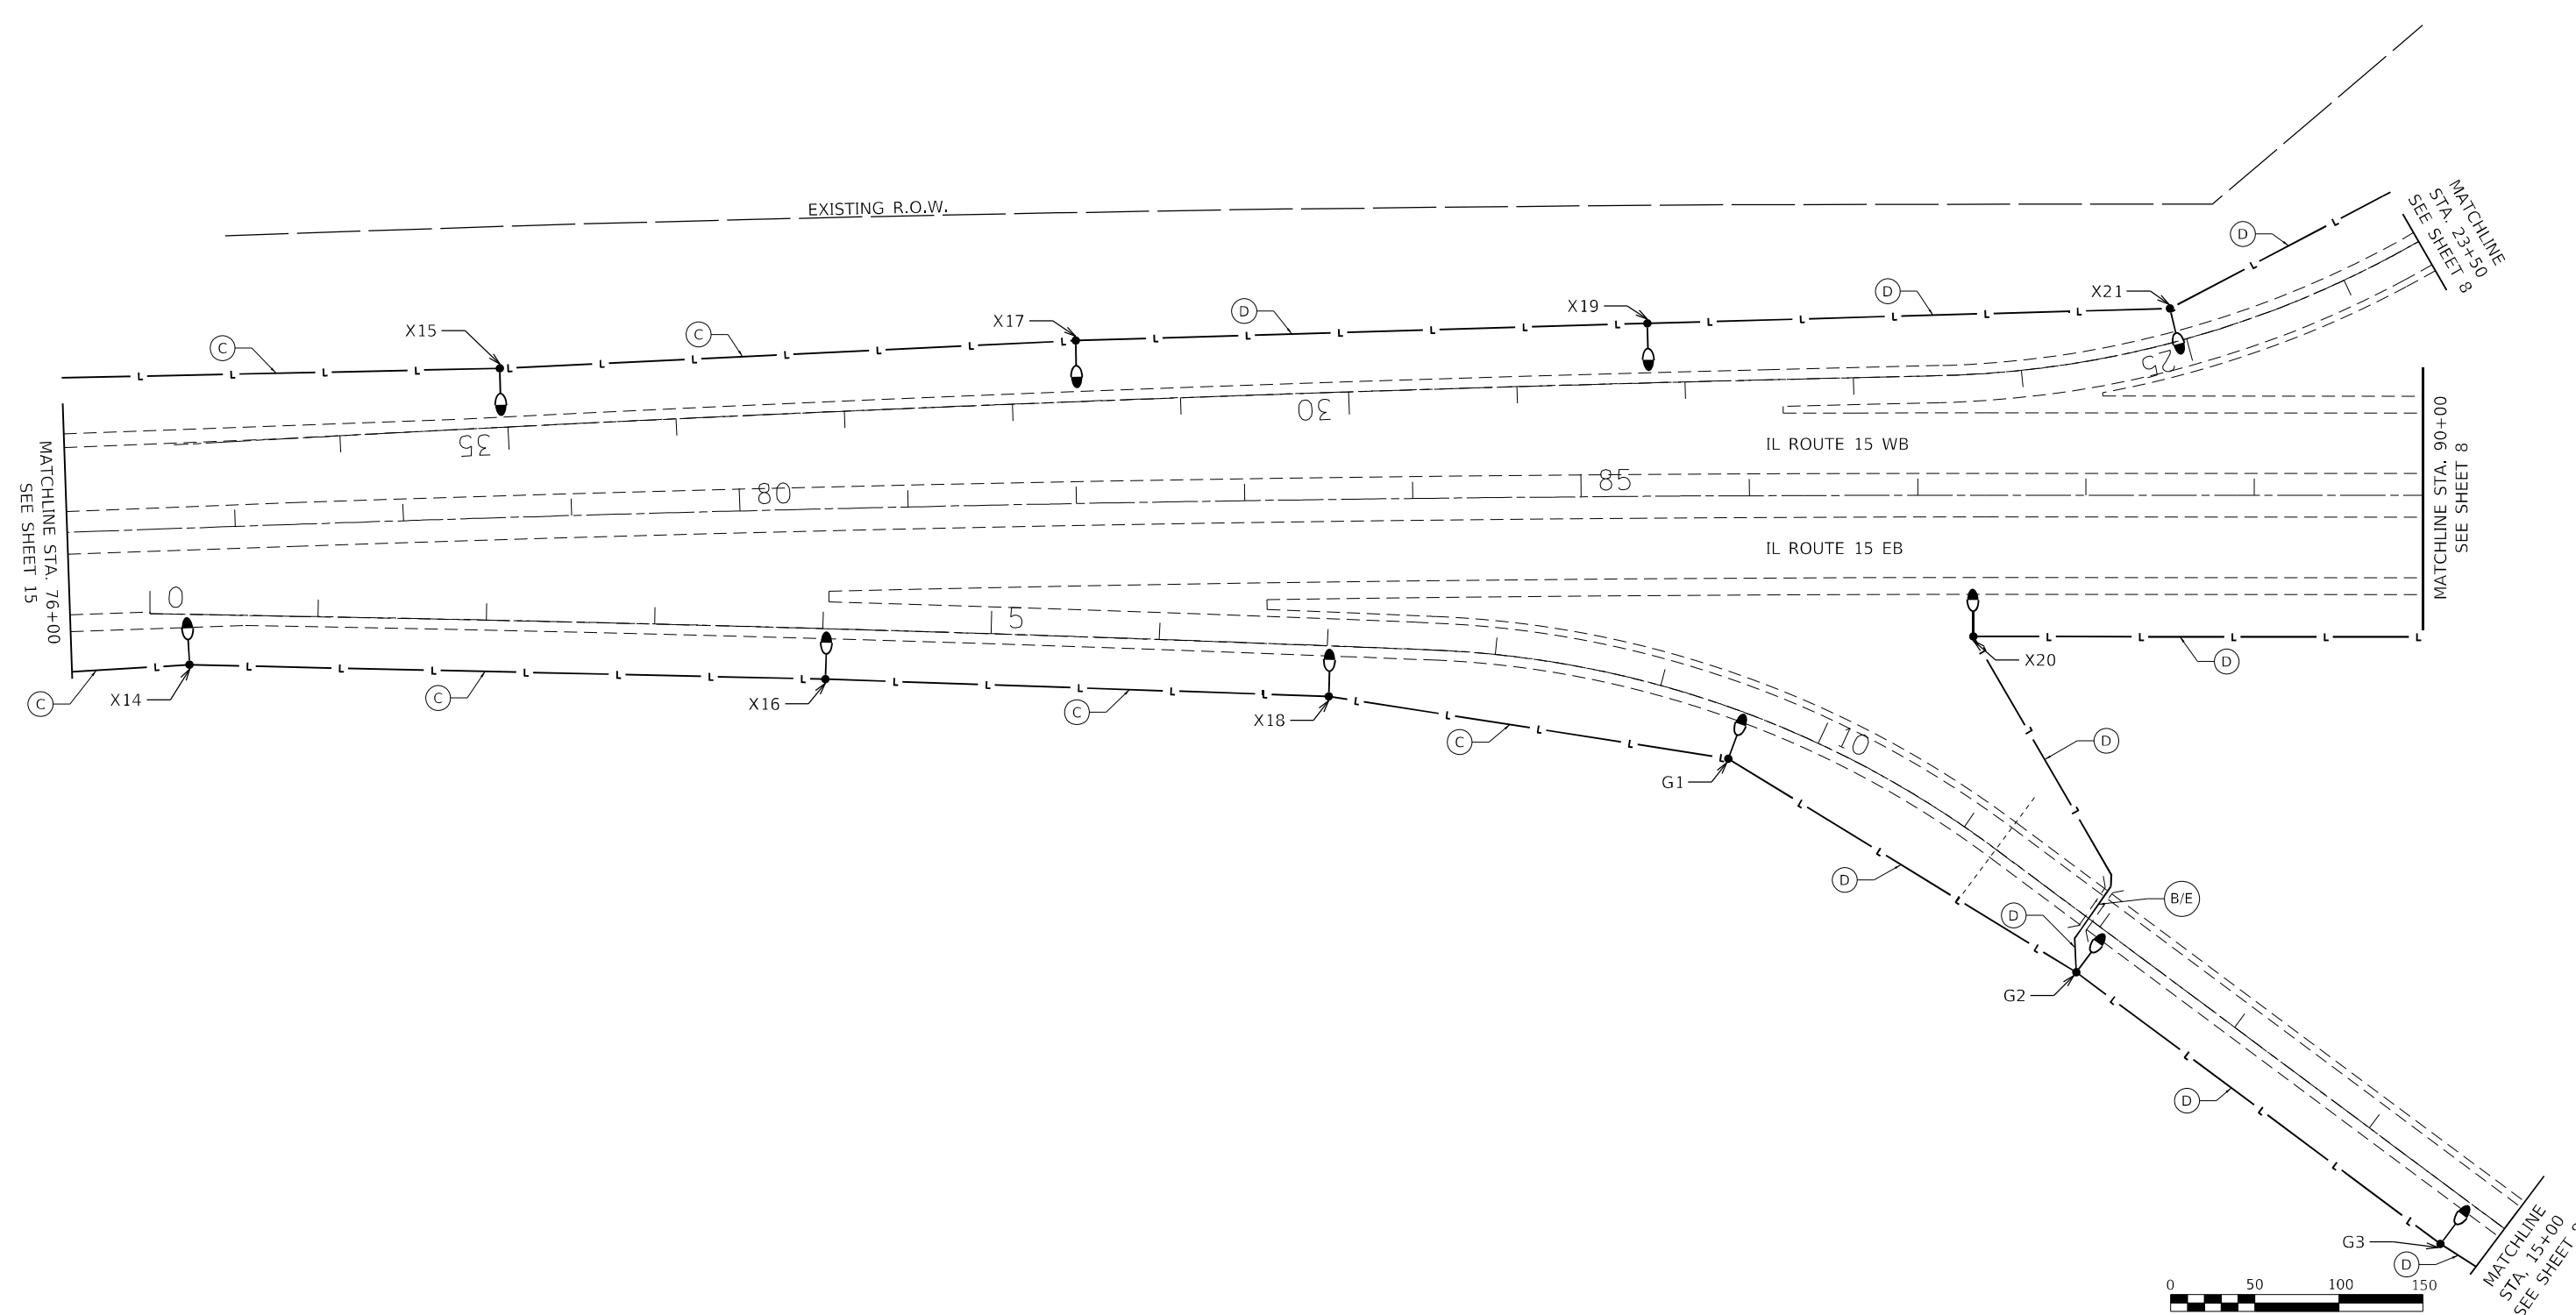 EXISTING R.O.W.
MATCHLINE
STA. 23+50
SEE SHEET 8
D
X21
D
X19
D
X17
C
X15
C
25
30
35
IL ROUTE 15 WB
MATCHLINE STA. 76+00
SEE SHEET 15
80
85
MATCHLINE STA. 90+00
SEE SHEET 8
IL ROUTE 15 EB
0
5
10
C
X14
C
X16
C
X18
C
G1
X20
D
D
D
D
B/E
G2
D
G3
D
MATCHLINE
STA. 15+00
SEE SHEET
0 50 100 150
L L L L L L L L L L L L L L L L L L L L L L
L L L L L L L L L L L L L L L L L L
L L L L L L L L L L L L L L L L L